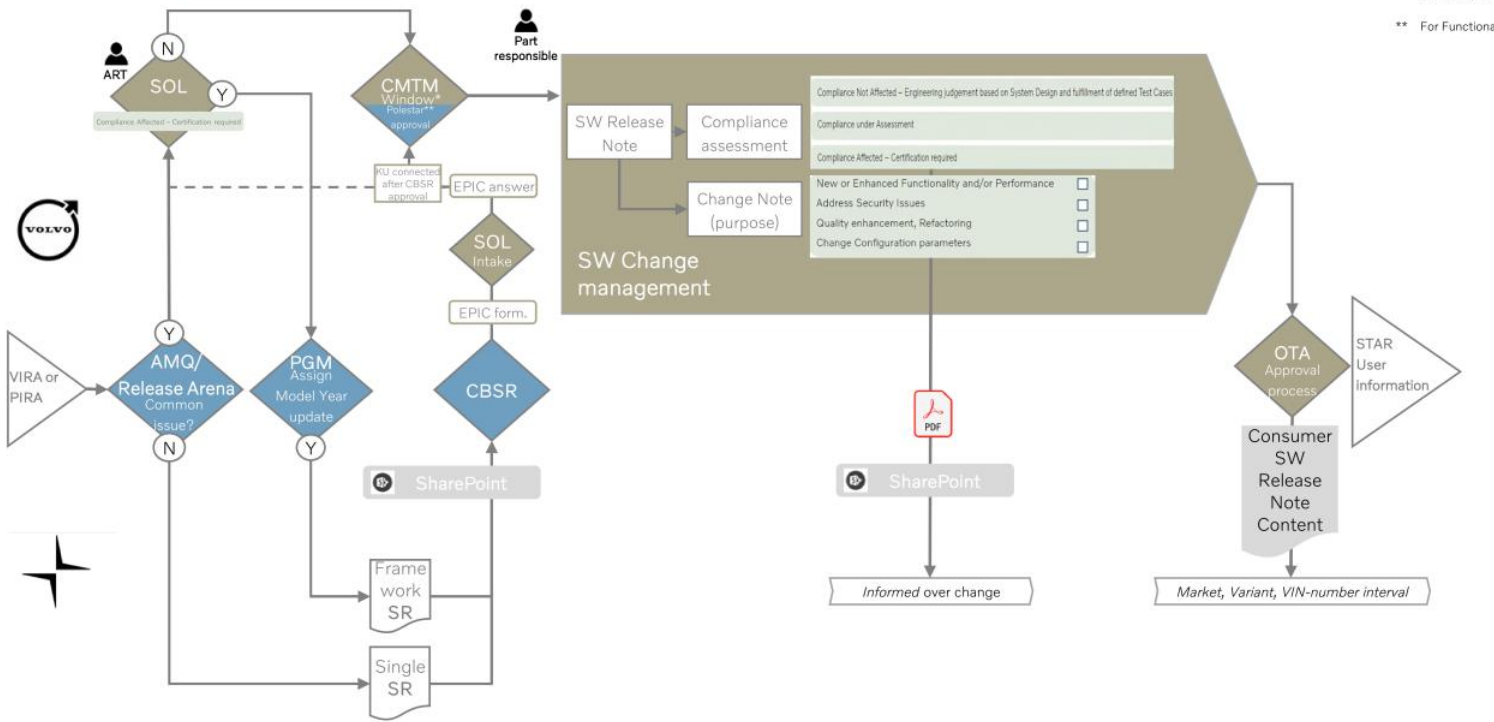 ** For Functiona
N
ART
SOL
Y
Compliance Affected – Certification required
CMTM
Window*
Polestar**
approval
Part
responsible
KU connected
after CBSR
approval
EPIC answer
SOL
Intake
EPIC form.
VOLVO
VIRA or
PIRA
Y
AMQ/
Release Arena
Common
issue?
N
PGM
Assign
Model Year
update
Y
CBSR
SharePoint
Frame
work
SR
Single
SR
SW Release
Note
Compliance
assessment
Change Note
(purpose)
Compliance Not Affected – Engineering judgement based on System Design and fulfillment of defined Test Cases
Compliance under Assessment
Compliance Affected – Certification required
New or Enhanced Functionality and/or Performance
Address Security Issues
Quality enhancement, Refactoring
Change Configuration parameters
SW Change
management
PDF
SharePoint
Informed over change
OTA
Approval
process
STAR
User
information
Consumer
SW
Release
Note
Content
Market, Variant, VIN-number interval